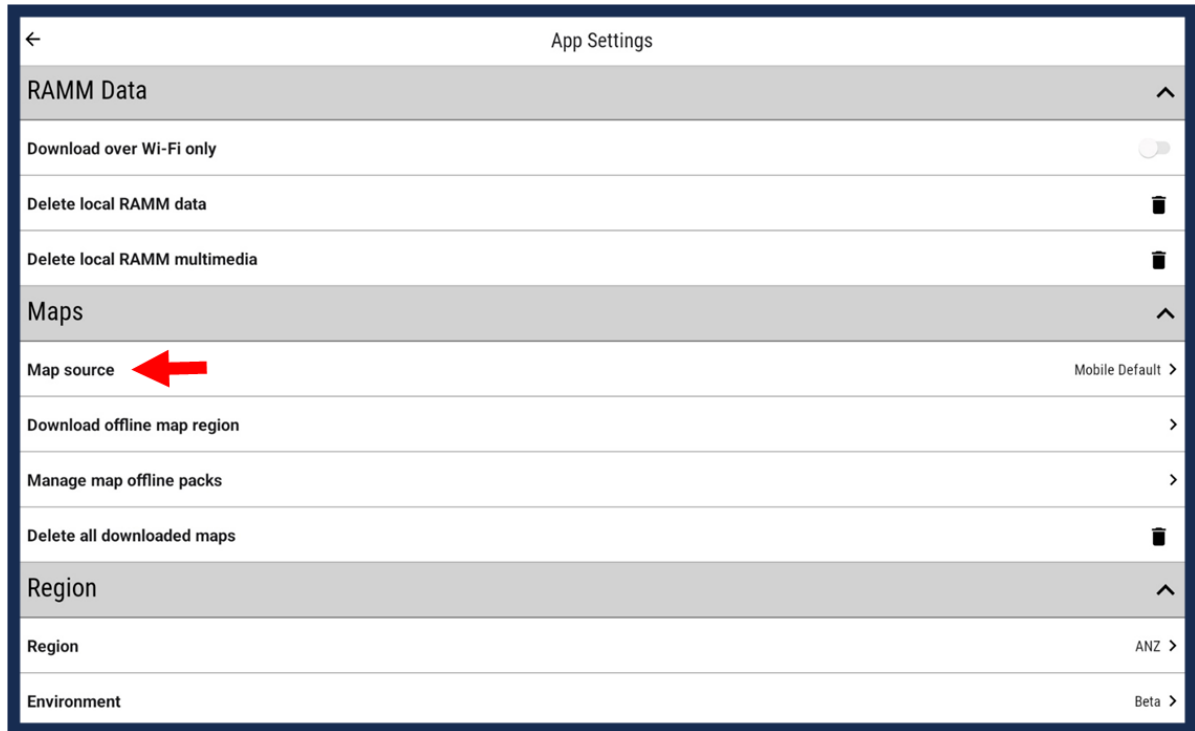 App Settings
RAMM Data
Download over Wi-Fi only
Delete local RAMM data
Delete local RAMM multimedia
Maps
Map source Mobile Default
Download offline map region
Manage map offline packs
Delete all downloaded maps
Region
Region ANZ
Environment Beta